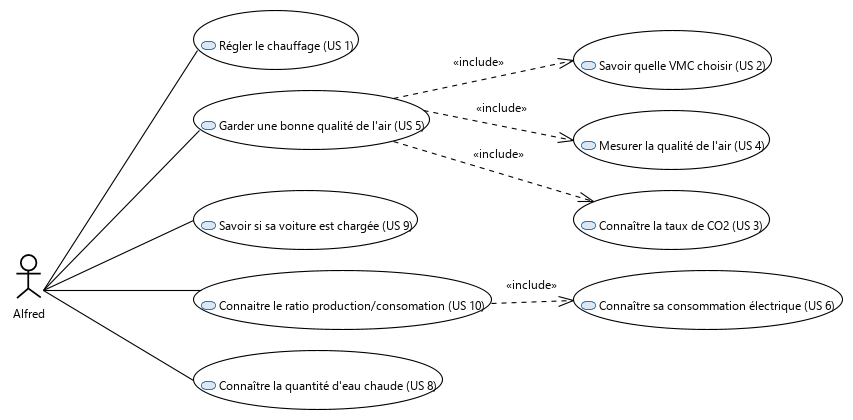 Régler le chauffage (US 1)
«include»
Savoir quelle VMC choisir (US 2)
Garder une bonne qualité de l'air (US 5)
«include»
Mesurer la qualité de l'air (US 4)
«include»
Savoir si sa voiture est chargée (US 9)
Connaître la taux de CO2 (US 3)
Alfred
Connaitre le ratio production/consomation (US 10)
«include»
Connaître sa consommation électrique (US 6)
Connaître la quantité d'eau chaude (US 8)